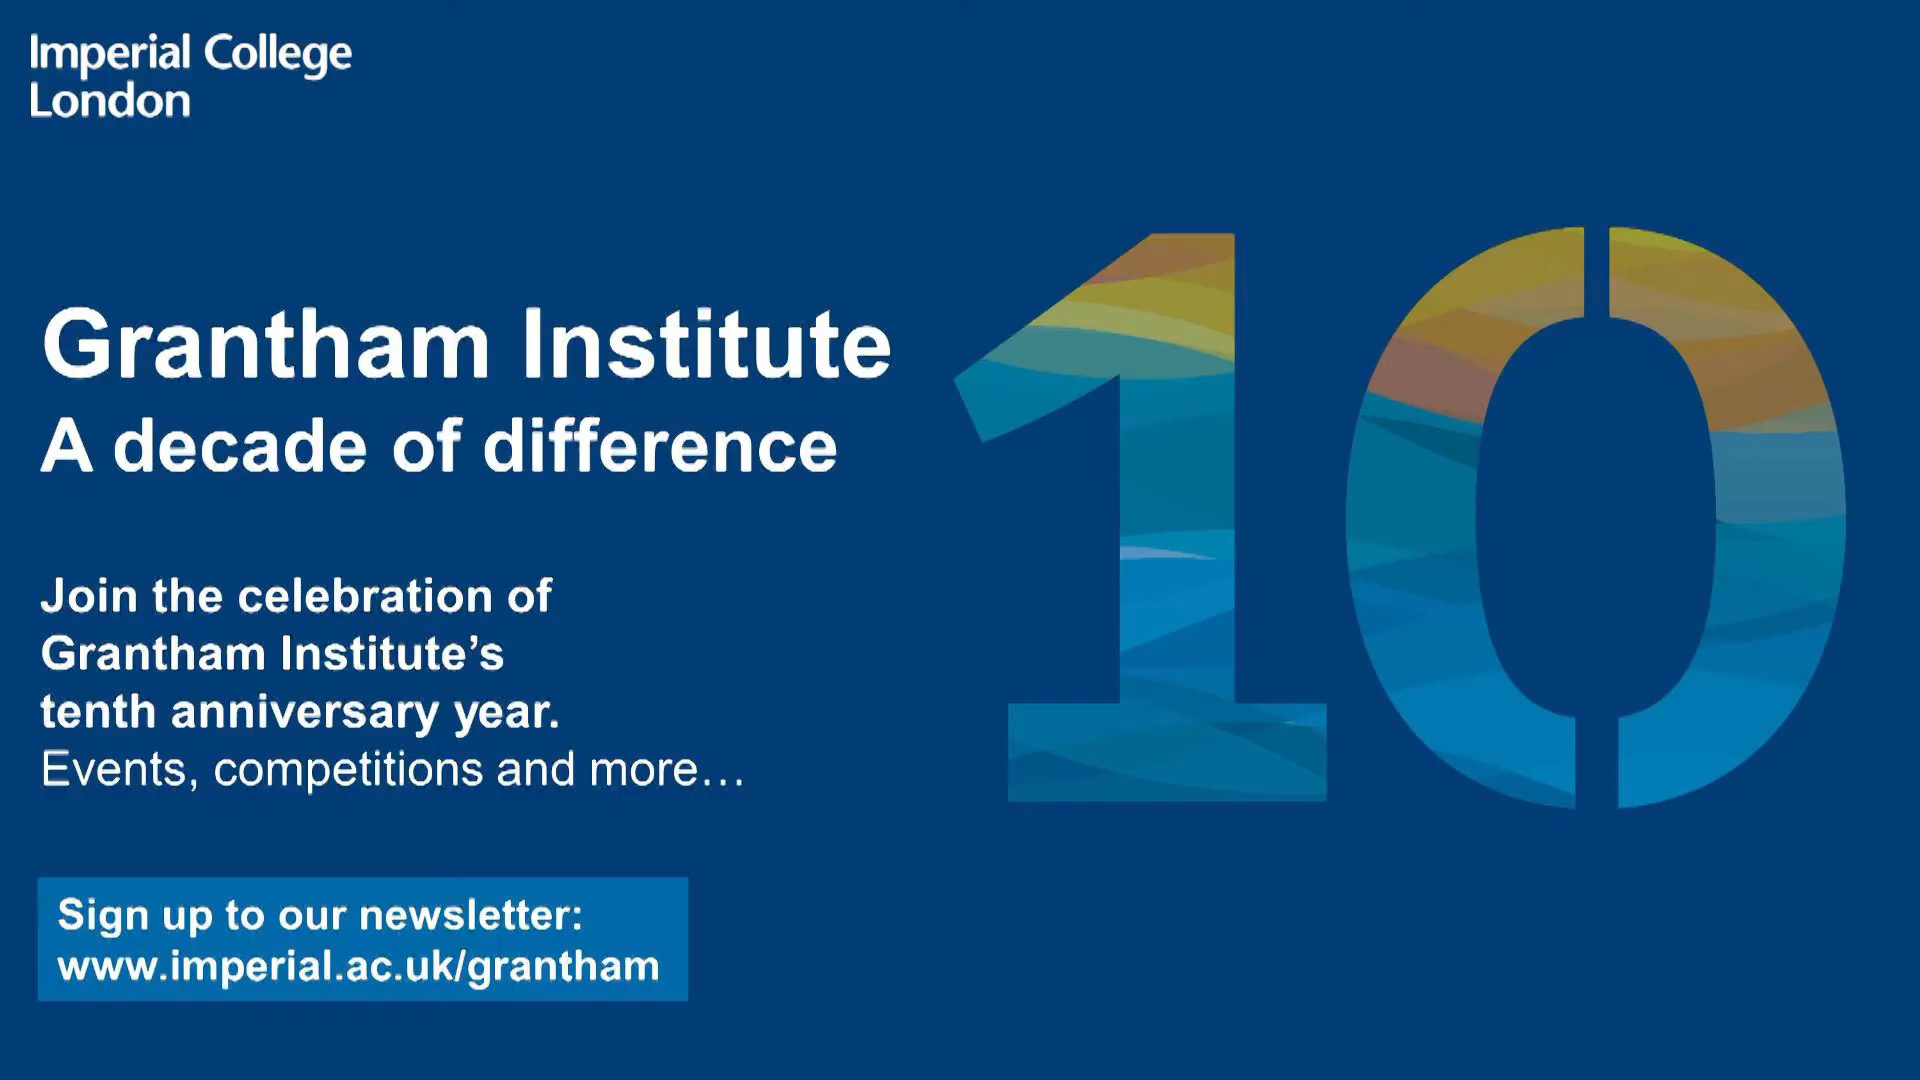 Imperial College
London
Grantham Institute
A decade of difference
10
Join the celebration of
Grantham Institute’s
tenth anniversary year.
Events, competitions and more…
Sign up to our newsletter:
www.imperial.ac.uk/grantham